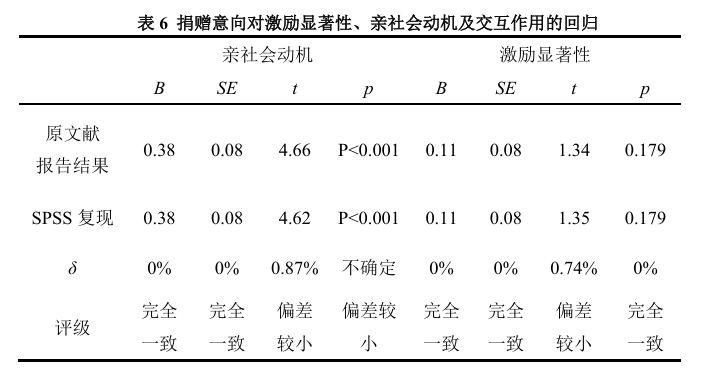 表 6 捐赠意向对激励显著性、亲社会动机及交互作用的回归
亲社会动机 激励显著性
B SE t p B SE t p
原文献
报告结果 0.38 0.08 4.66 P<0.001 0.11 0.08 1.34 0.179
SPSS 复现 0.38 0.08 4.62 P<0.001 0.11 0.08 1.35 0.179
δ 0% 0% 0.87% 不确定 0% 0% 0.74% 0%
评级 完全一致 完全一致 偏差较小 偏差较小 完全一致 完全一致 偏差较小 完全一致